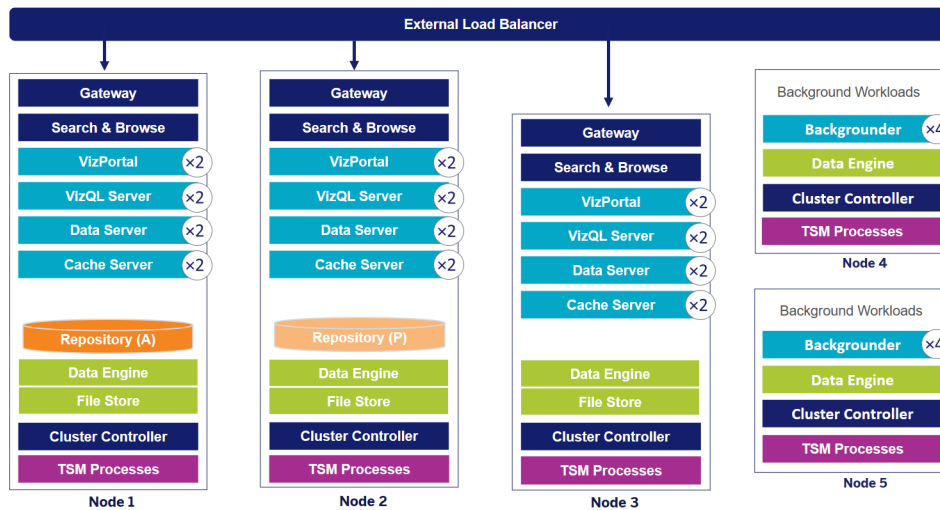 External Load Balancer
Gateway
Search & Browse
VizPortal
×2
VizQL Server
×2
Data Server
×2
Cache Server
×2
Repository (A)
Data Engine
File Store
Cluster Controller
TSM Processes
Node 1
Gateway
Search & Browse
VizPortal
×2
VizQL Server
×2
Data Server
×2
Cache Server
×2
Repository (P)
Data Engine
File Store
Cluster Controller
TSM Processes
Node 2
Gateway
Search & Browse
VizPortal
×2
VizQL Server
×2
Data Server
×2
Cache Server
×2
Data Engine
File Store
Cluster Controller
TSM Processes
Node 3
Background Workloads
Backgrounder
×4
Data Engine
Cluster Controller
TSM Processes
Node 4
Background Workloads
Backgrounder
×4
Data Engine
Cluster Controller
TSM Processes
Node 5